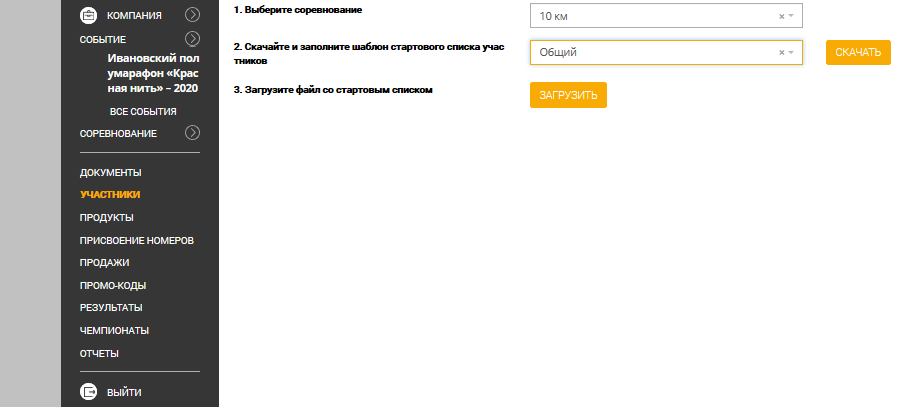 КОМПАНИЯ
СОБЫТИЕ
Ивановский пол
умарафон «Крас
ная нить» – 2020
ВСЕ СОБЫТИЯ
СОРЕВНОВАНИЕ
ДОКУМЕНТЫ
УЧАСТНИКИ
ПРОДУКТЫ
ПРИСВОЕНИЕ НОМЕРОВ
ПРОДАЖИ
ПРОМО-КОДЫ
РЕЗУЛЬТАТЫ
ЧЕМПИОНАТЫ
ОТЧЕТЫ
ВЫЙТИ
1. Выберите соревнование
10 км ×
2. Скачайте и заполните шаблон стартового списка учас
тников
Общий ×
СКАЧАТЬ
3. Загрузите файл со стартовым списком
ЗАГРУЗИТЬ